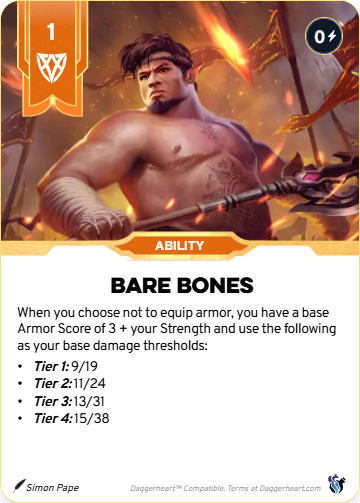 1
0
ABILITY
BARE BONES
When you choose not to equip armor, you have a base
Armor Score of 3 + your Strength and use the following
as your base damage thresholds:
• Tier 1: 9/19
• Tier 2: 11/24
• Tier 3: 13/31
• Tier 4: 15/38
Simon Pape
Daggerheart™ Compatible. Terms at Daggerheart.com